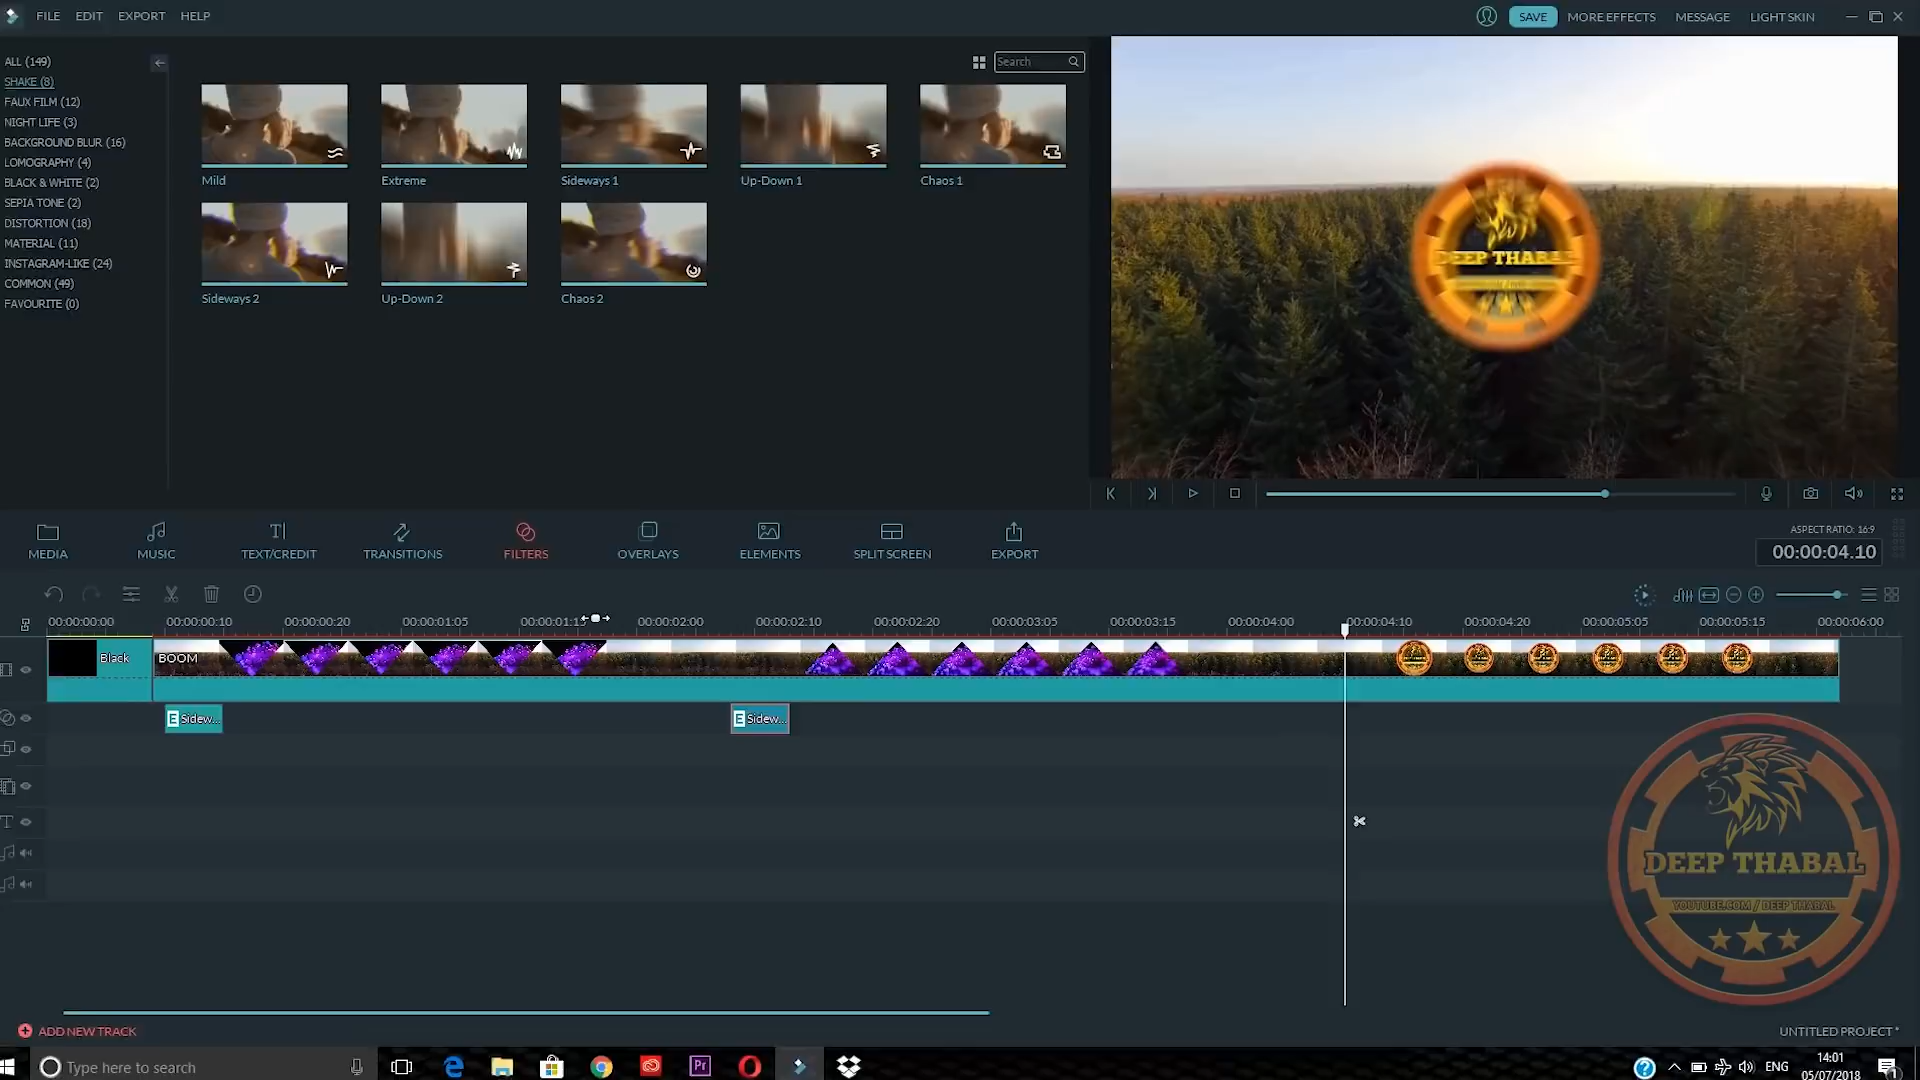 FILE EDIT EXPORT HELP
SAVE MORE EFFECTS MESSAGE LIGHT SKIN
ALL (149)
SHAKE (8)
FAUX FILM (12)
NIGHT LIFE (3)
BACKGROUND BLUR (16)
LOMOGRAPHY (4)
BLACK & WHITE (2)
SEPIA TONE (2)
DISTORTION (18)
MATERIAL (11)
INSTAGRAM-LIKE (24)
COMMON (49)
FAVOURITE (0)
Search
Mild Extreme Sideways 1 Up-Down 1 Chaos 1
Sideways 2 Up-Down 2 Chaos 2
DEEP THABAL
MEDIA MUSIC TEXT/CREDIT TRANSITIONS FILTERS OVERLAYS ELEMENTS SPLIT SCREEN EXPORT
ASPECT RATIO: 16:9
00:00:04.10
00:00:00:00 00:00:00:10 00:00:00:20 00:00:01:05 00:00:01:15 00:00:02:00 00:00:02:10 00:00:02:20 00:00:03:05 00:00:03:15 00:00:04:00 00:00:04:10 00:00:04:20 00:00:05:05 00:00:05:15 00:00:06:00
Black BOOM
E Sidew... E Sidew...
DEEP THABAL
YOUTUBE.COM / DEEP THABAL
ADD NEW TRACK
UNTITLED PROJECT *
Type here to search
Pr
ENG
14:01
05/07/2018
1